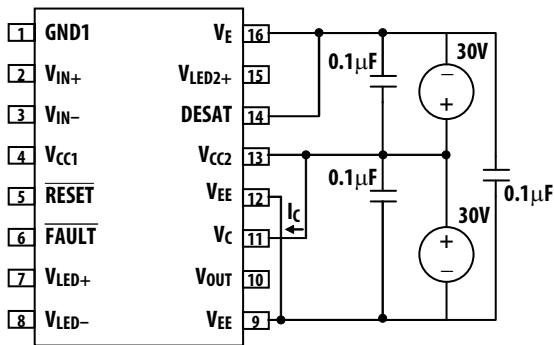 1 GND1 VE 16
2 VIN+ VLED2+ 15
3 VIN– DESAT 14
4 VCC1 VCC2 13
5 RESET VEE 12
6 FAULT VC 11
7 VLED+ VOUT 10
8 VLED– VEE 9
IC
0.1μF
30V
– +
0.1μF
0.1μF
30V
+ –